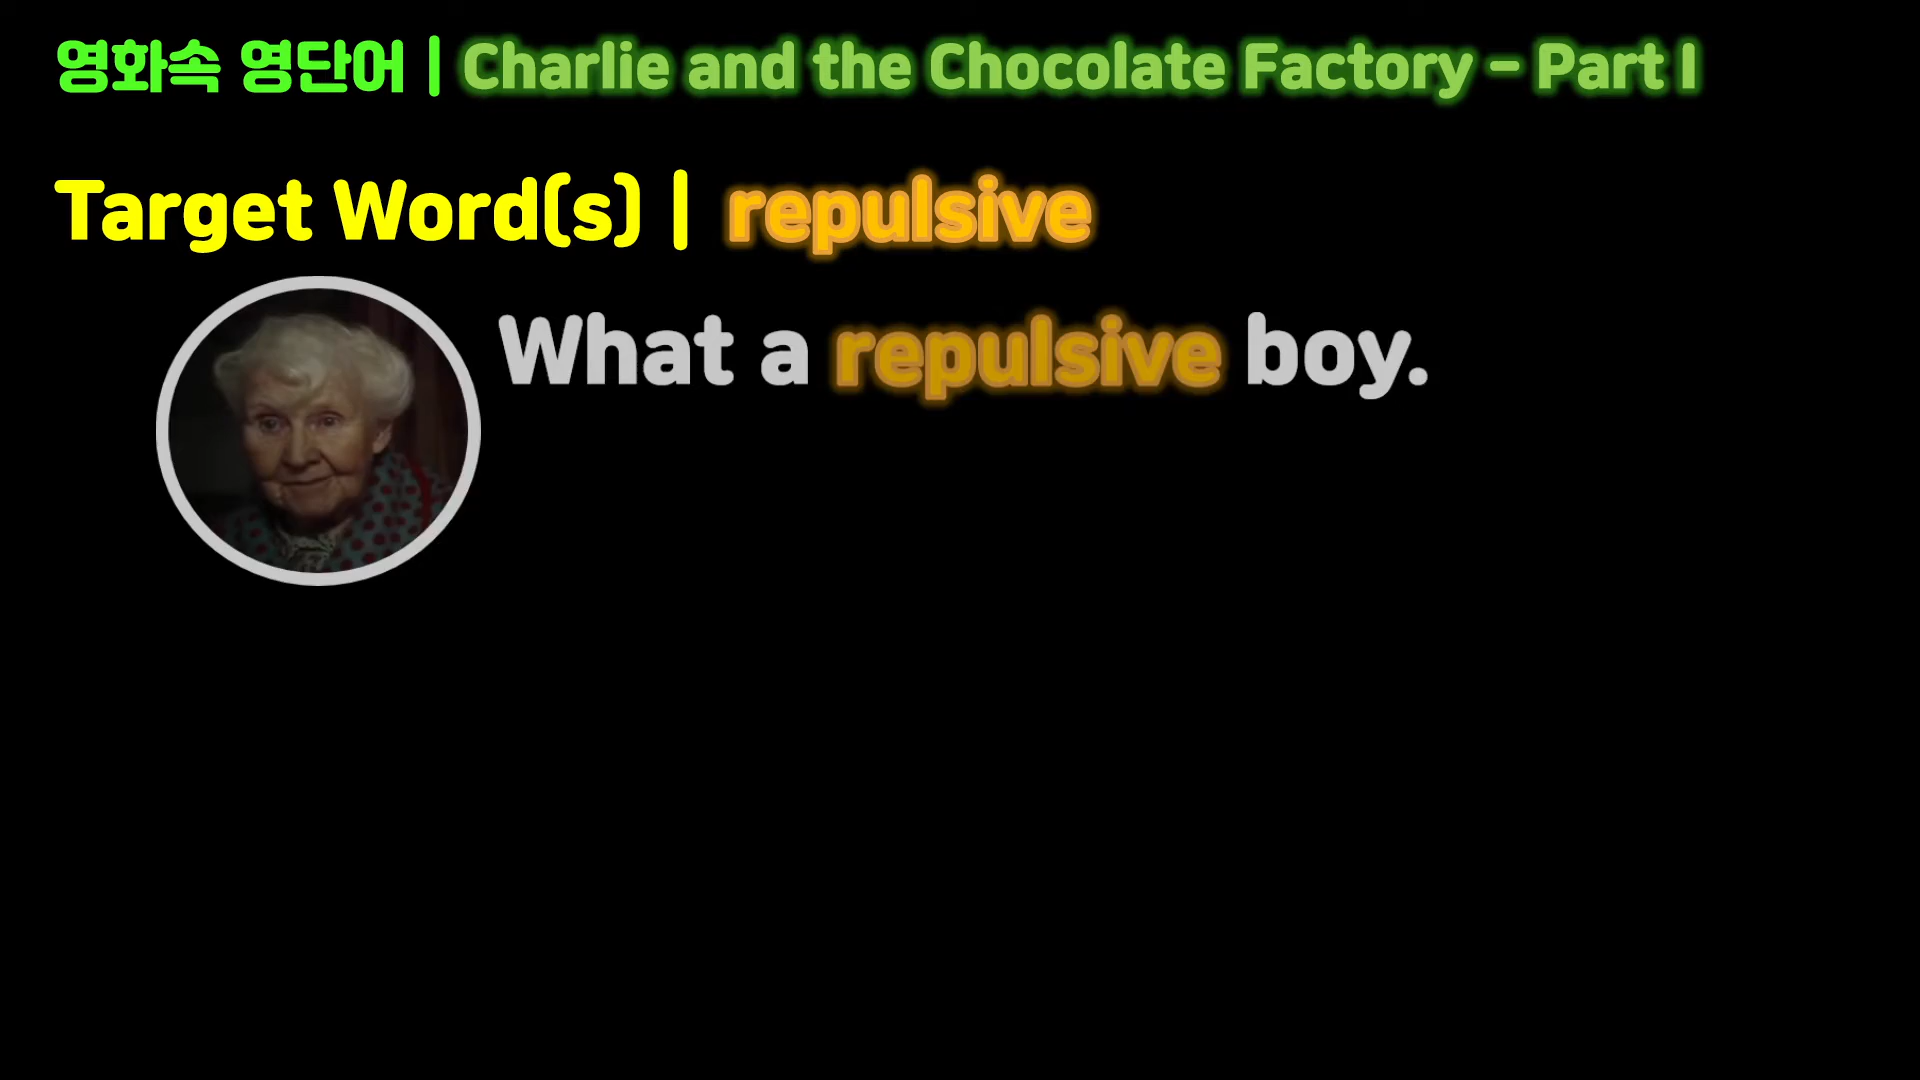 영화속 영단어 | Charlie and the Chocolate Factory – Part I
Target Word(s) | repulsive
What a repulsive boy.